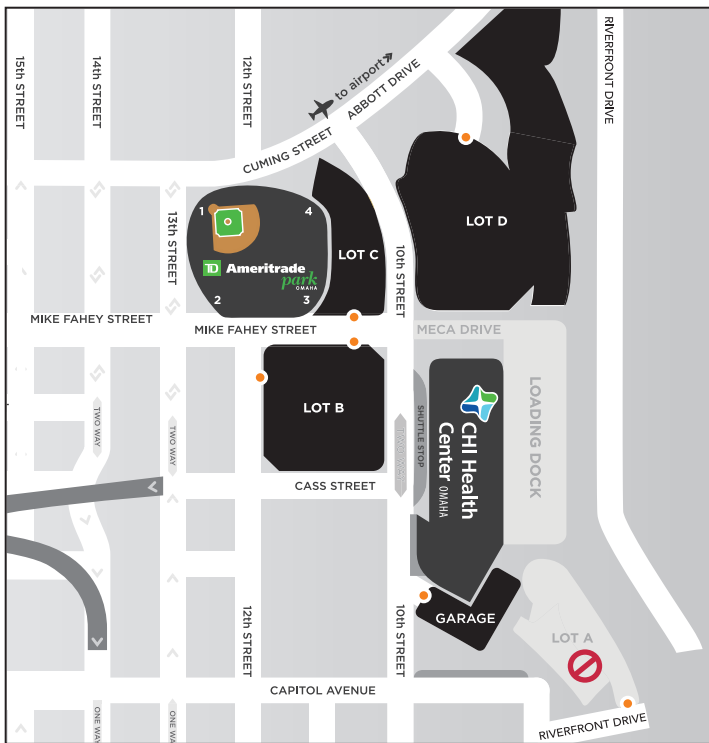 15th STREET
14th STREET
12th STREET
to airport
ABBOTT DRIVE
RIVERFRONT DRIVE
CUMING STREET
1
4
TD Ameritrade
park
OMAHA
2
3
13th STREET
LOT C
10th STREET
LOT D
MIKE FAHEY STREET
MIKE FAHEY STREET
MECA DRIVE
LOT B
TWO WAY
TWO WAY
TWO WAY
SHUTTLE STOP
CHI Health
Center OMAHA
LOADING DOCK
CASS STREET
12th STREET
10th STREET
GARAGE
LOT A
CAPITOL AVENUE
ONE WAY
ONE WAY
RIVERFRONT DRIVE